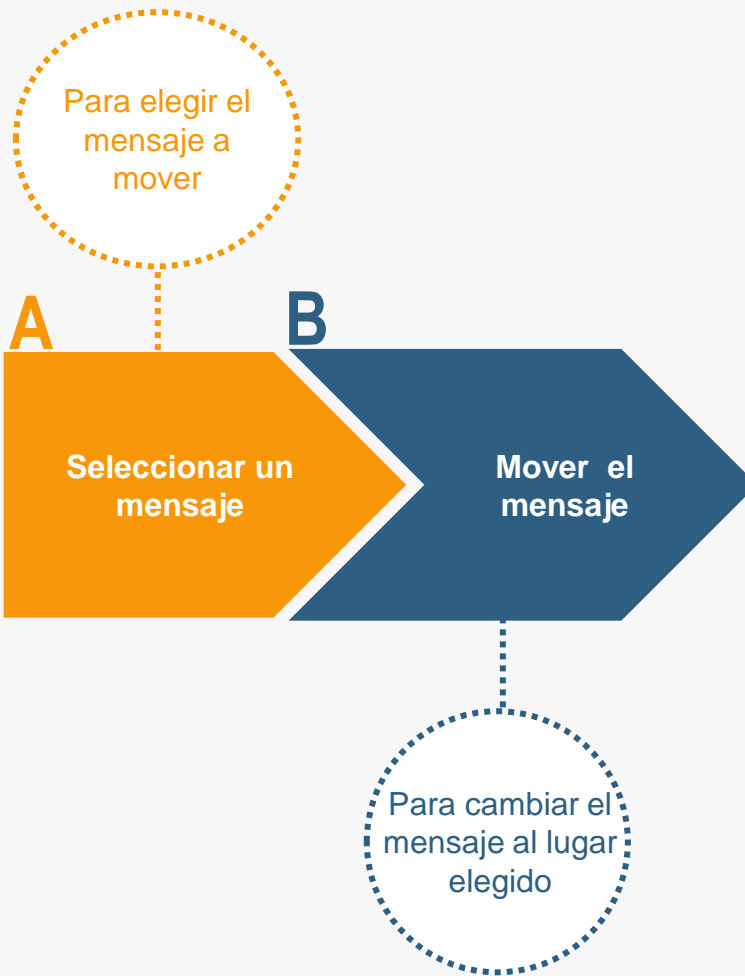 Para elegir el
mensaje a
mover
A
B
Seleccionar un
mensaje
Mover  el
mensaje
Para cambiar el
mensaje al lugar
elegido